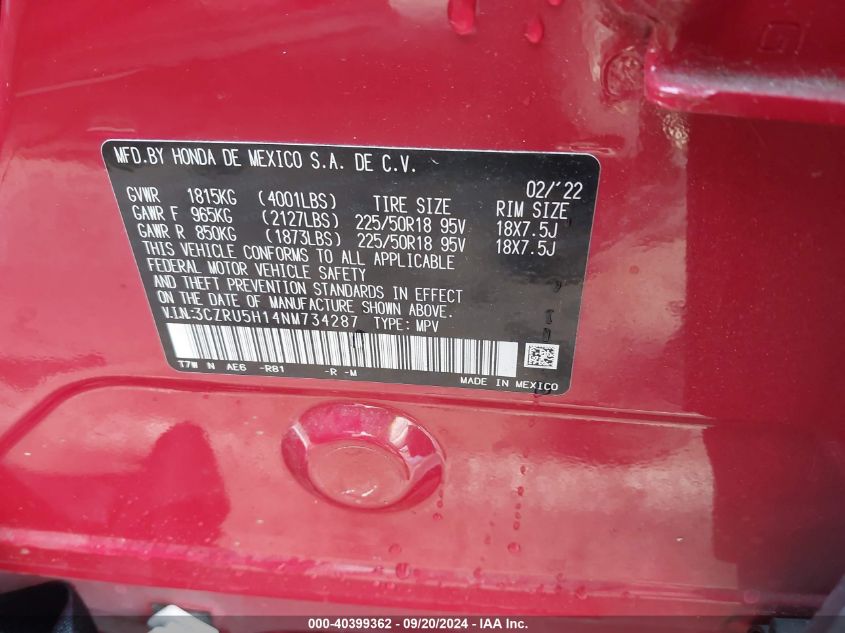 MFD.BY HONDA DE MEXICO S.A. DE C.V.
02/'22
GVWR 1815KG (4001LBS) TIRE SIZE RIM SIZE
GAWR F 965KG (2127LBS) 225/50R18 95V 18X7.5J
GAWR R 850KG (1873LBS) 225/50R18 95V 18X7.5J
THIS VEHICLE CONFORMS TO ALL APPLICABLE
FEDERAL MOTOR VEHICLE SAFETY
AND THEFT PREVENTION STANDARDS IN EFFECT
ON THE DATE OF MANUFACTURE SHOWN ABOVE.
V.I.N.3CZRU5H14NM734287 TYPE: MPV
T7W N AE6 -R81 -R -M
MADE IN MEXICO
000-40399362 - 09/20/2024 - IAA Inc.